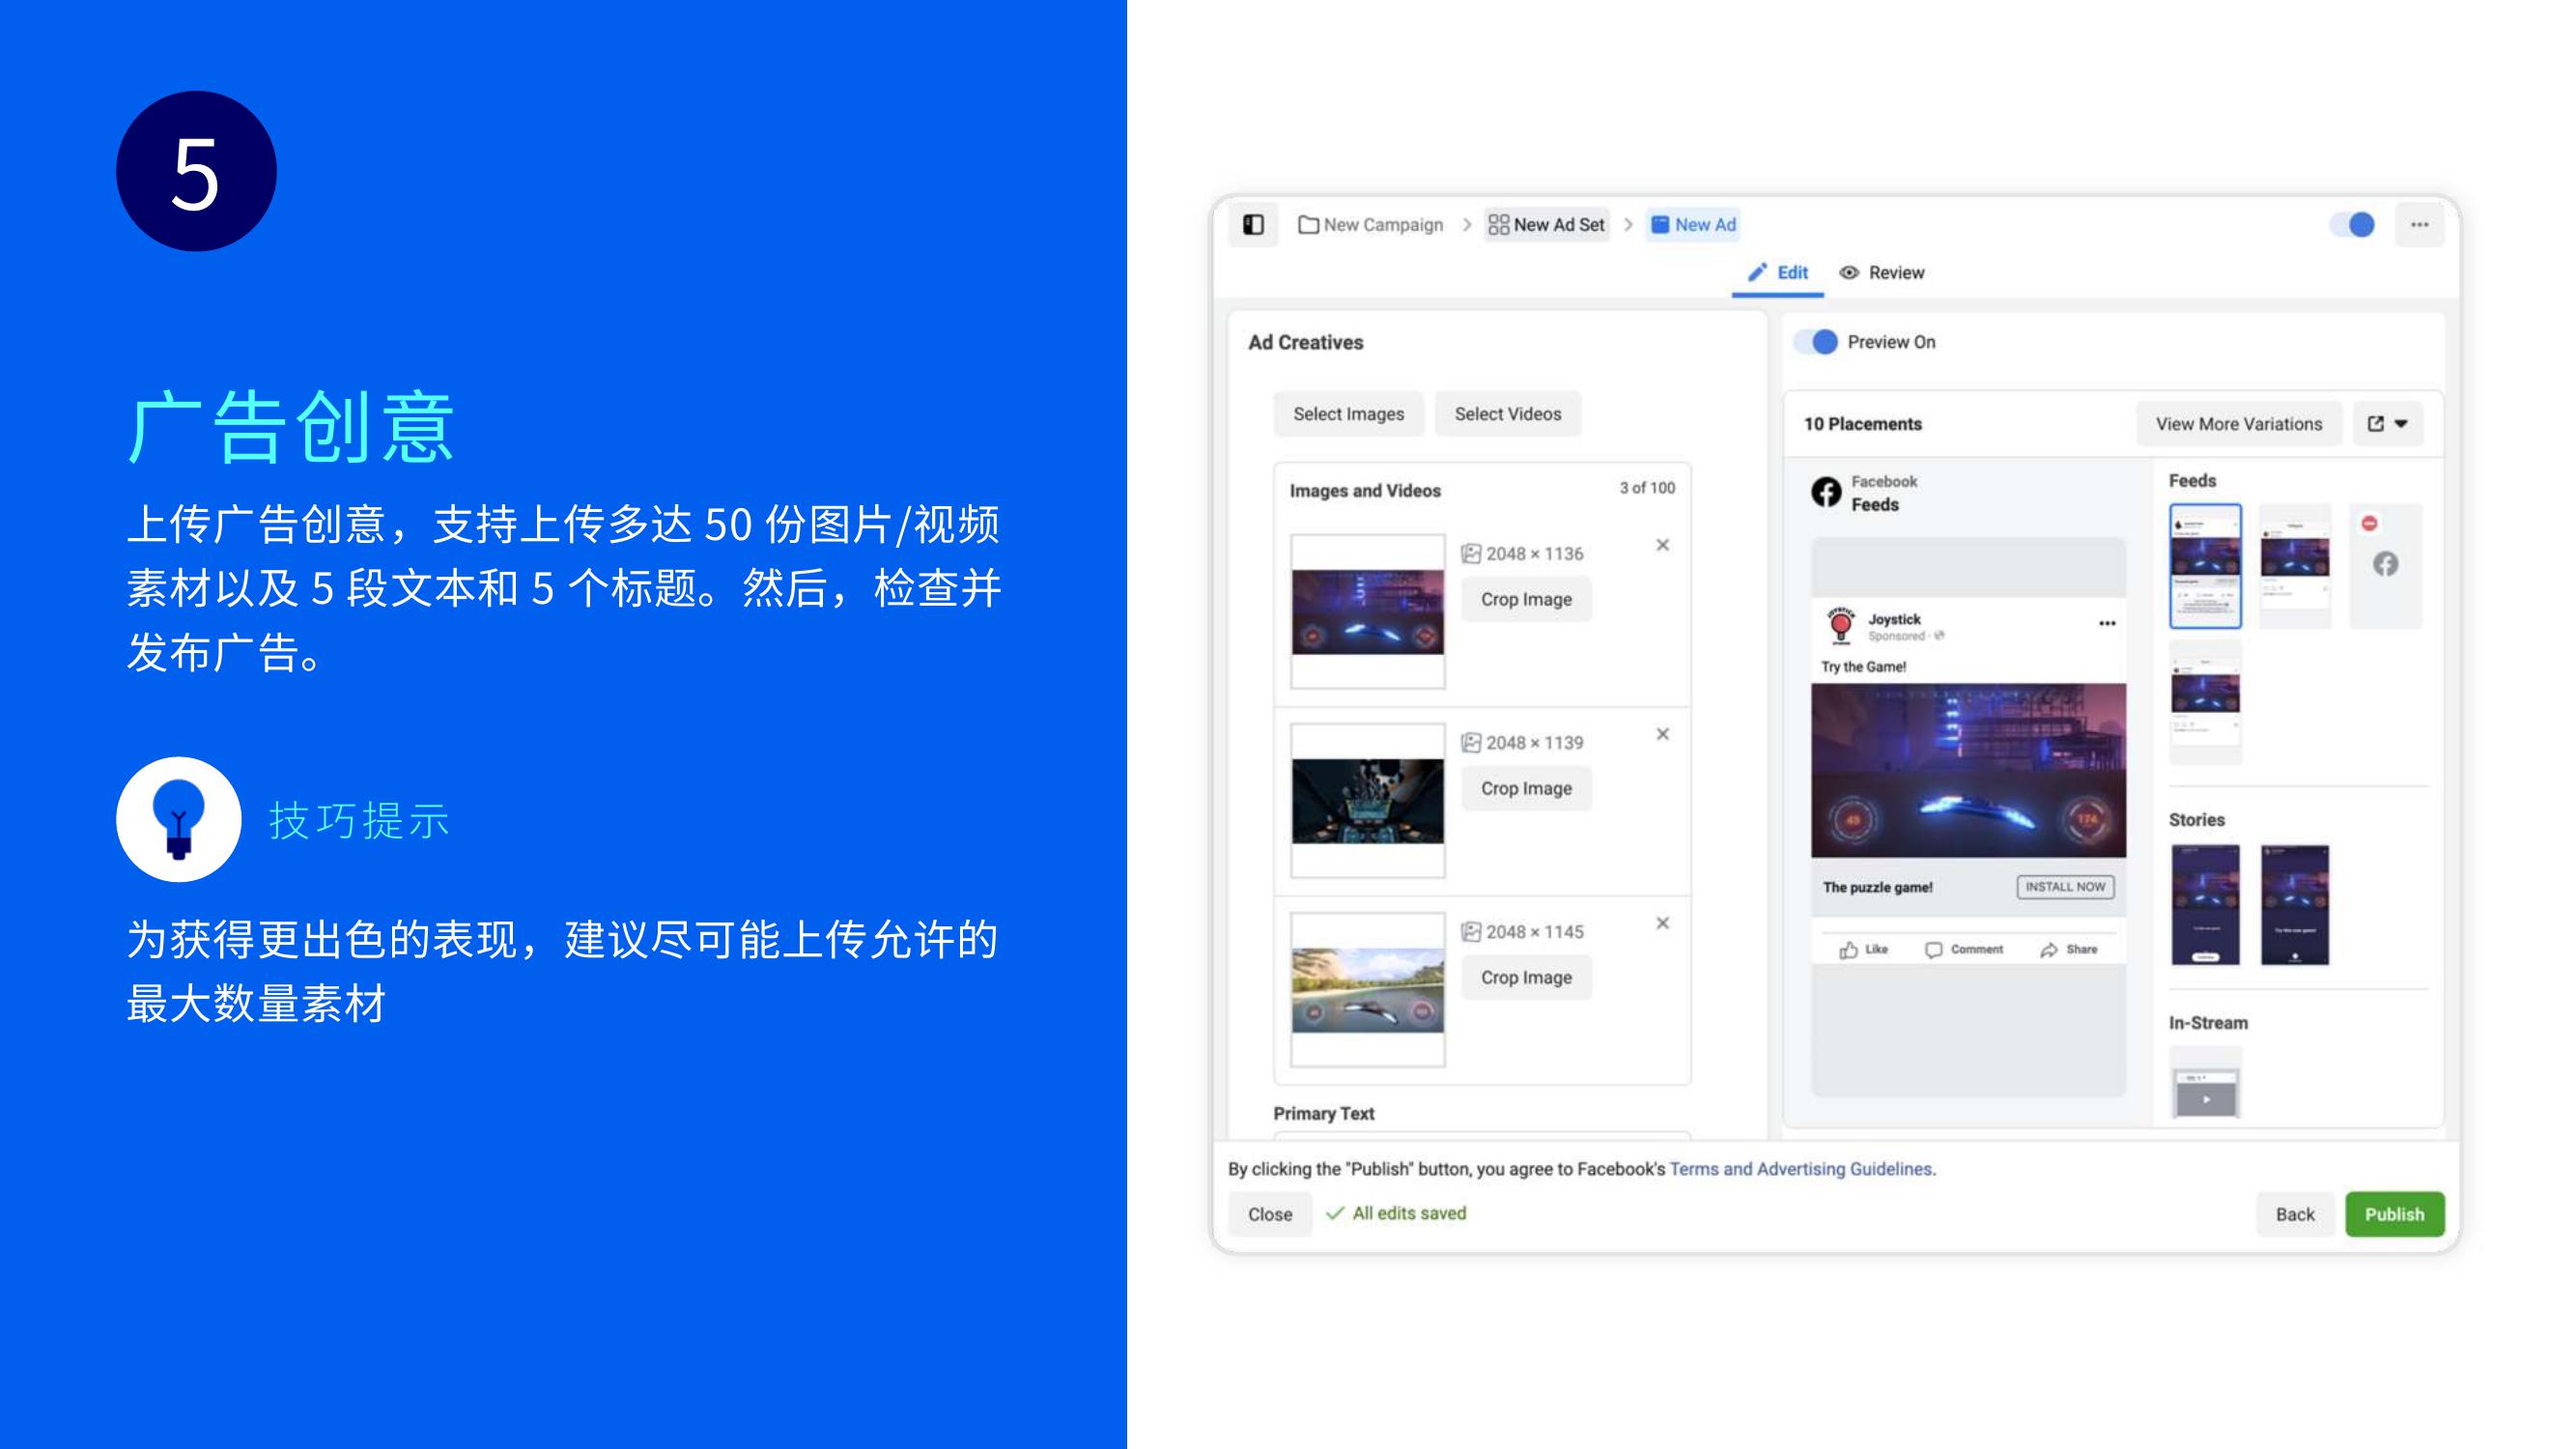 5
广告创意
上传广告创意，支持上传多达 50 份图片/视频
素材以及 5 段文本和 5 个标题。然后，检查并
发布广告。
技巧提示
为获得更出色的表现，建议尽可能上传允许的
最大数量素材
New Campaign > New Ad Set > New Ad
Edit Review
Ad Creatives
Select Images Select Videos
Images and Videos 3 of 100
2048 × 1136
Crop Image
2048 × 1139
Crop Image
2048 × 1145
Crop Image
Primary Text
Preview On
10 Placements View More Variations
Facebook
Feeds
Joystick
Sponsored
Try the Game!
49 174
The puzzle game! INSTALL NOW
Like Comment Share
Feeds
Stories
In-Stream
By clicking the "Publish" button, you agree to Facebook's Terms and Advertising Guidelines.
Close All edits saved Back Publish